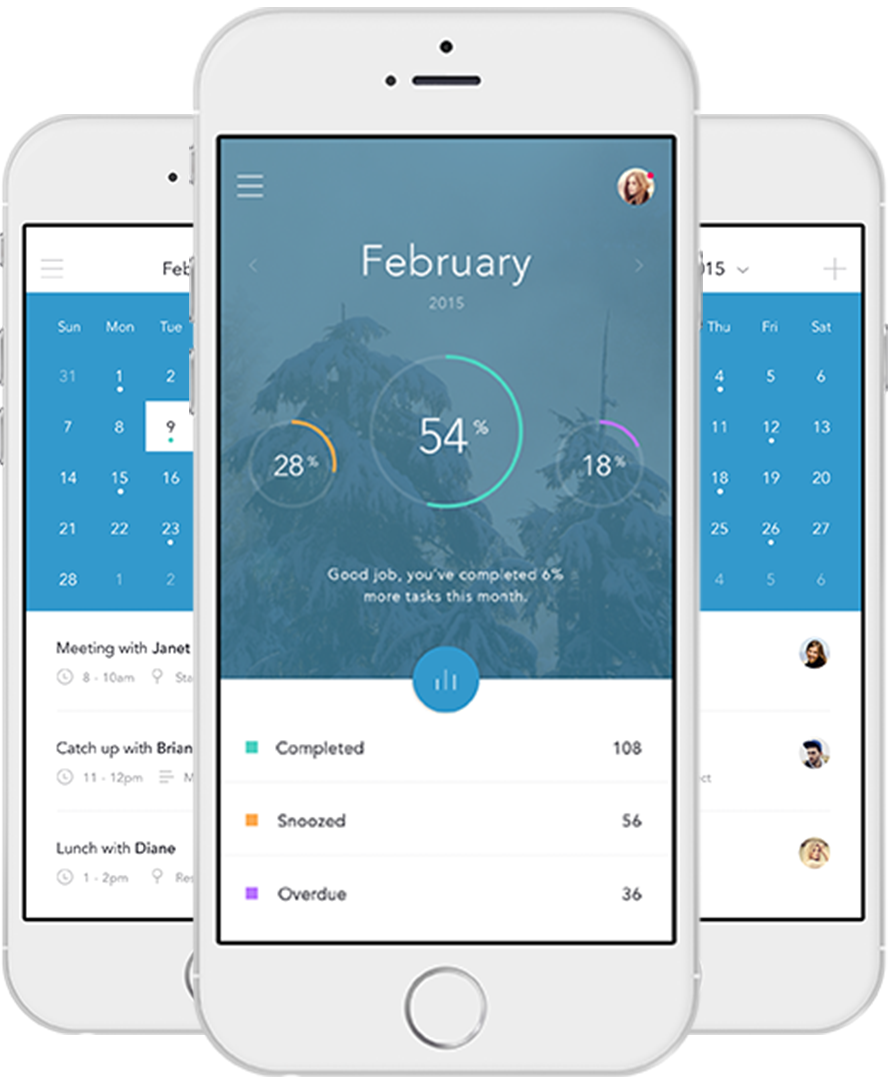 Feb
Sun Mon Tue
31 1 2
7 8 9
14 15 16
21 22 23
28 1 2
Meeting with Janet
8 - 10am Sta
Catch up with Brian
11 - 12pm M
Lunch with Diane
1 - 2pm Res
February
2015
28%
54%
18%
Good job, you've completed 6%
more tasks this month.
Completed 108
Snoozed 56
Overdue 36
15
Thu Fri Sat
4 5 6
11 12 13
18 19 20
25 26 27
4 5 6
ct